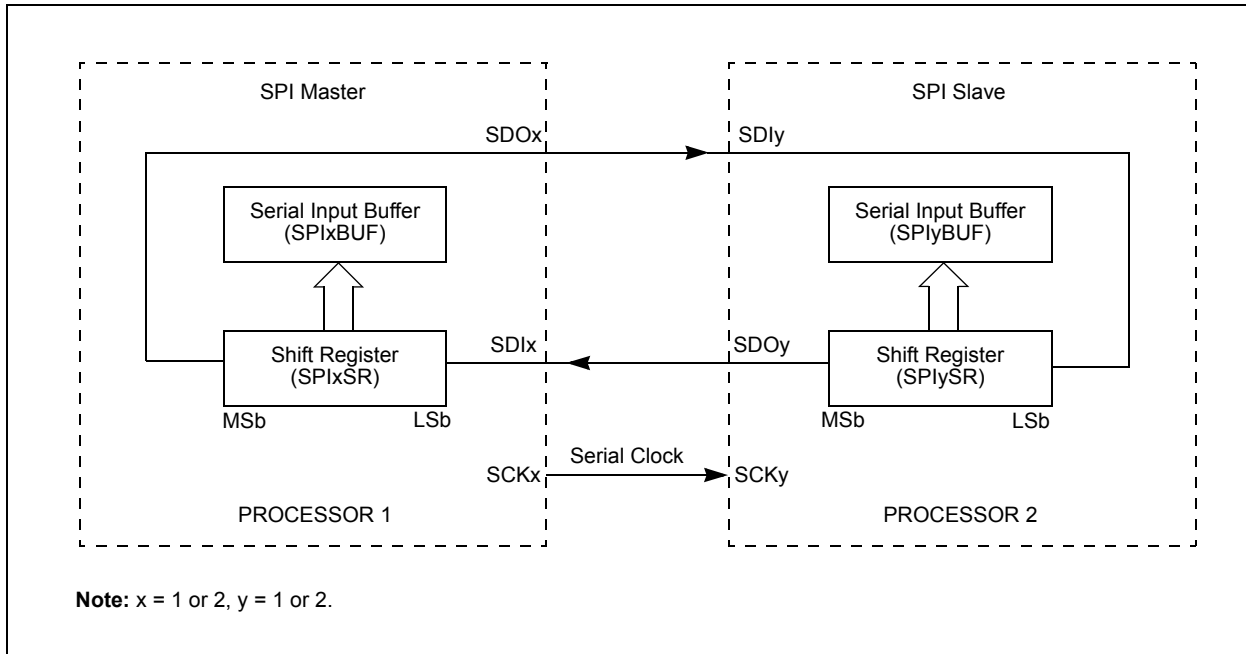 SPI Master
SPI Slave
SDOx
SDIy
Serial Input Buffer
(SPIxBUF)
Serial Input Buffer
(SPIyBUF)
Shift Register
(SPIxSR)
SDIx
SDOy
Shift Register
(SPIySR)
MSb
LSb
MSb
LSb
Serial Clock
SCKx
SCKy
PROCESSOR 1
PROCESSOR 2
Note: x = 1 or 2, y = 1 or 2.